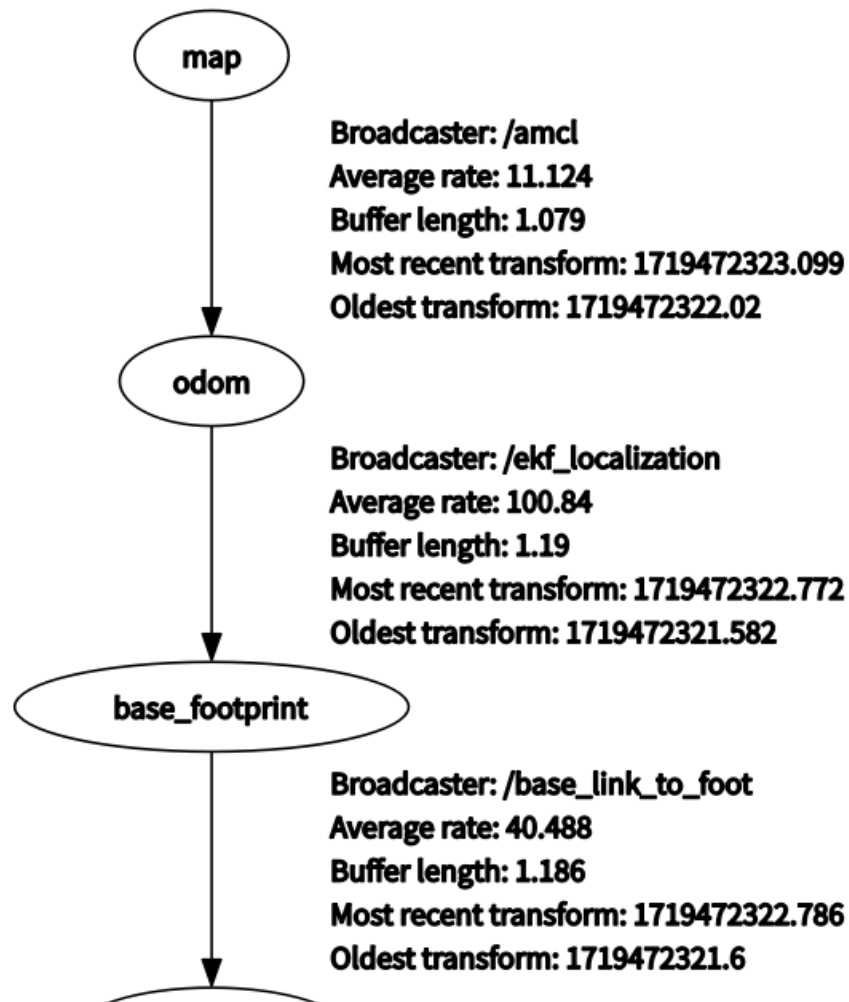 map
Broadcaster: /amcl
Average rate: 11.124
Buffer length: 1.079
Most recent transform: 1719472323.099
Oldest transform: 1719472322.02
odom
Broadcaster: /ekf_localization
Average rate: 100.84
Buffer length: 1.19
Most recent transform: 1719472322.772
Oldest transform: 1719472321.582
base_footprint
Broadcaster: /base_link_to_foot
Average rate: 40.488
Buffer length: 1.186
Most recent transform: 1719472322.786
Oldest transform: 1719472321.6